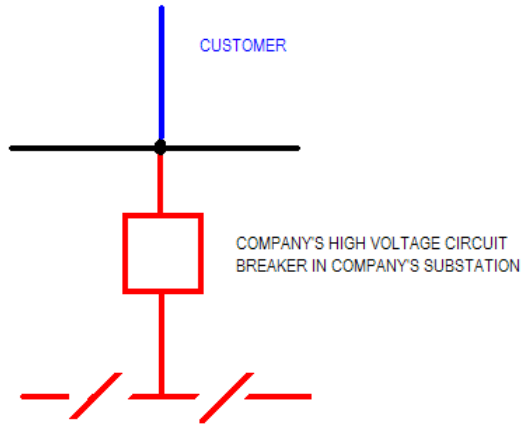 CUSTOMER
COMPANY'S HIGH VOLTAGE CIRCUIT
BREAKER IN COMPANY'S SUBSTATION